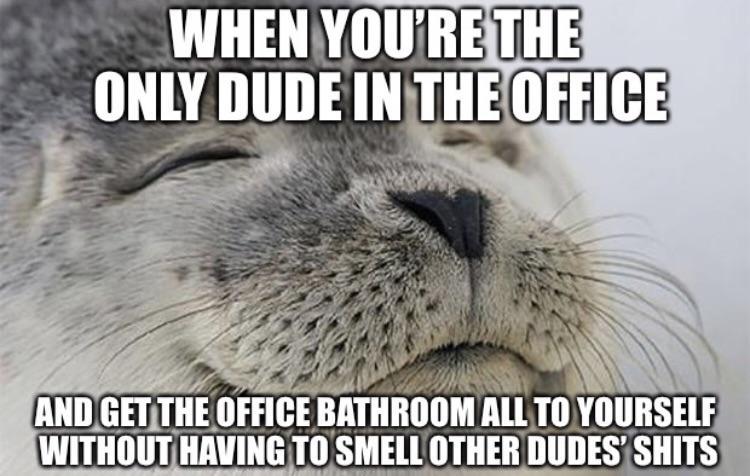 WHEN YOU'RE THE
ONLY DUDE IN THE OFFICE
AND GET THE OFFICE BATHROOM ALL TO YOURSELF
WITHOUT HAVING TO SMELL OTHER DUDES' SHITS